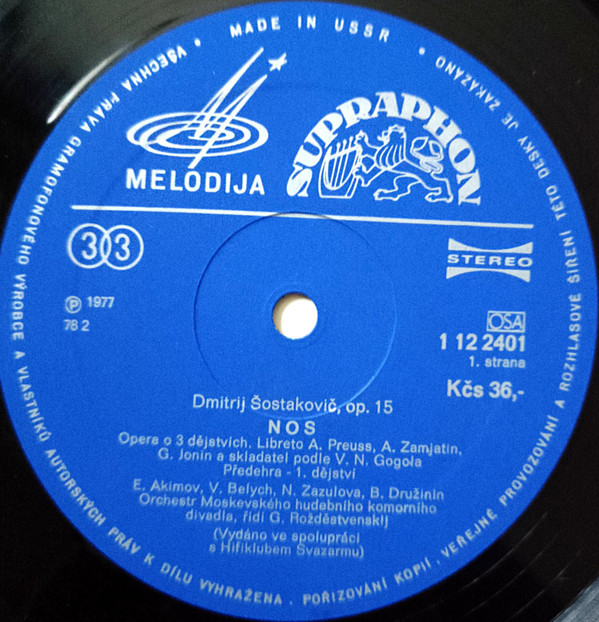 MADE IN USSR
VŠECHNA PRÁVA GRAMOFONOVÉHO VÝROBCE A VLASTNÍKŮ AUTORSKÝCH PRÁV K DÍLU VYHRAŽENA . POŘIZOVÁNÍ KOPIÍ, VEŘEJNÉ PROVOZOVÁNÍ A ROZHLASOVÉ ŠÍŘENÍ TÉTO DESKY JE ZAKÁZÁNO
MELODIJA
SUPRAPHON
33
STEREO
Ⓟ 1977
78 2
OSA
1 12 2401
1. strana
Kčs 36,-
Dmitrij Šostakovič, op. 15
NOS
Opera o 3 dějstvích. Libreto A. Preuss, A. Zamjatin,
G. Jonin a skladatel podle V. N. Gogola
Předehra - 1. dějství
E. Akimov, V. Belych, N. Zazulova, B. Družinin
Orchestr Moskevského hudebního komorního
divadla, řídí G. Rožděstvenskij
(Vydáno ve spolupráci
s Hifiklubem Svazarmu)